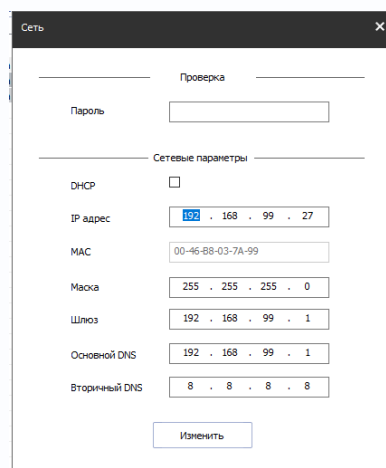 Сеть
Проверка
Пароль
Сетевые параметры
DHCP
IP адрес 192 . 168 . 99 . 27
MAC 00-46-B8-03-7A-99
Маска 255 . 255 . 255 . 0
Шлюз 192 . 168 . 99 . 1
Основной DNS 192 . 168 . 99 . 1
Вторичный DNS 8 . 8 . 8 . 8
Изменить